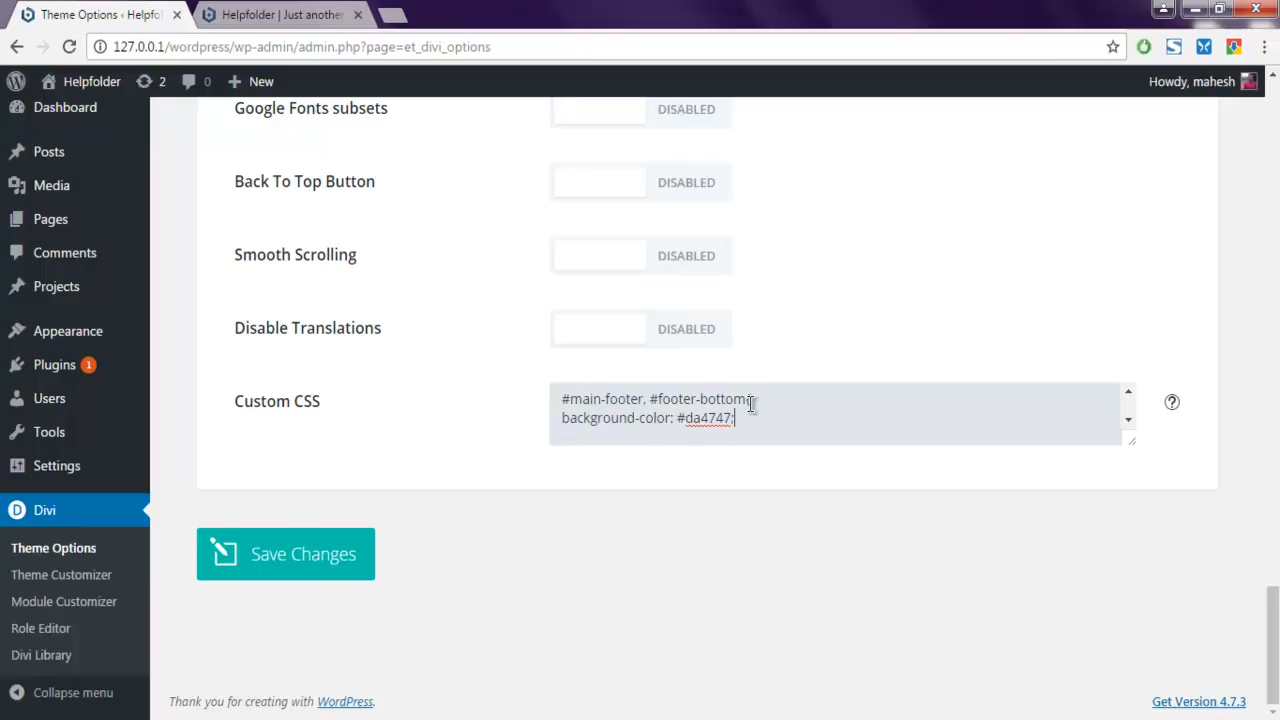 Theme Options ‹ Helpfol
Helpfolder | Just another
127.0.0.1/wordpress/wp-admin/admin.php?page=et_divi_options
Helpfolder
2
0
New
Howdy, mahesh
Dashboard
Posts
Media
Pages
Comments
Projects
Appearance
Plugins 1
Users
Tools
Settings
Divi
Theme Options
Theme Customizer
Module Customizer
Role Editor
Divi Library
Collapse menu
Google Fonts subsets
DISABLED
Back To Top Button
DISABLED
Smooth Scrolling
DISABLED
Disable Translations
DISABLED
Custom CSS
#main-footer, #footer-bottom
background-color: #da4747;
Save Changes
Thank you for creating with WordPress.
Get Version 4.7.3